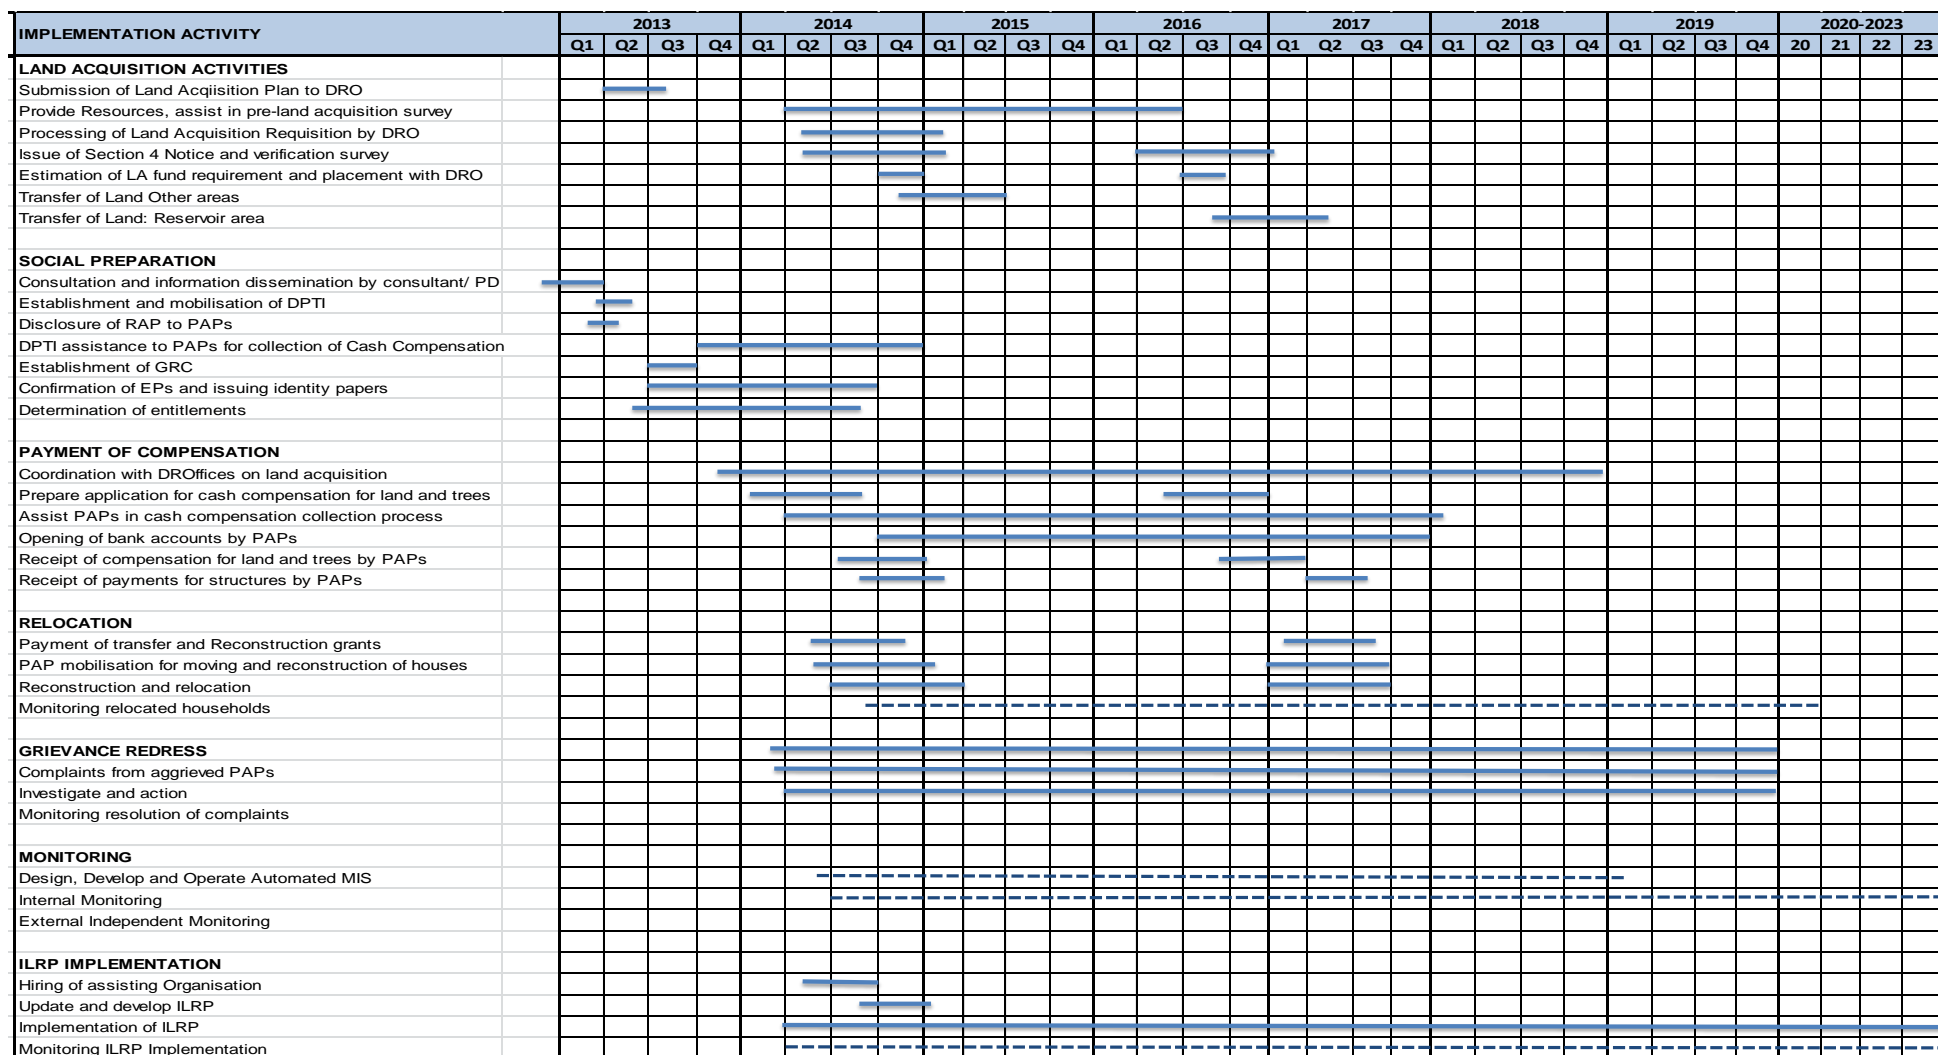 IMPLEMENTATION ACTIVITY
2013 2014 2015 2016 2017 2018 2019 2020-2023
Q1 Q2 Q3 Q4 Q1 Q2 Q3 Q4 Q1 Q2 Q3 Q4 Q1 Q2 Q3 Q4 Q1 Q2 Q3 Q4 Q1 Q2 Q3 Q4 Q1 Q2 Q3 Q4 20 21 22 23
LAND ACQUISITION ACTIVITIES
Submission of Land Acqiisition Plan to DRO
Provide Resources, assist in pre-land acquisition survey
Processing of Land Acquisition Requisition by DRO
Issue of Section 4 Notice and verification survey
Estimation of LA fund requirement and placement with DRO
Transfer of Land Other areas
Transfer of Land: Reservoir area
SOCIAL PREPARATION
Consultation and information dissemination by consultant/ PD
Establishment and mobilisation of DPTI
Disclosure of RAP to PAPs
DPTI assistance to PAPs for collection of Cash Compensation
Establishment of GRC
Confirmation of EPs and issuing identity papers
Determination of entitlements
PAYMENT OF COMPENSATION
Coordination with DROffices on land acquisition
Prepare application for cash compensation for land and trees
Assist PAPs in cash compensation collection process
Opening of bank accounts by PAPs
Receipt of compensation for land and trees by PAPs
Receipt of payments for structures by PAPs
RELOCATION
Payment of transfer and Reconstruction grants
PAP mobilisation for moving and reconstruction of houses
Reconstruction and relocation
Monitoring relocated households
GRIEVANCE REDRESS
Complaints from aggrieved PAPs
Investigate and action
Monitoring resolution of complaints
MONITORING
Design, Develop and Operate Automated MIS
Internal Monitoring
External Independent Monitoring
ILRP IMPLEMENTATION
Hiring of assisting Organisation
Update and develop ILRP
Implementation of ILRP
Monitoring ILRP Implementation